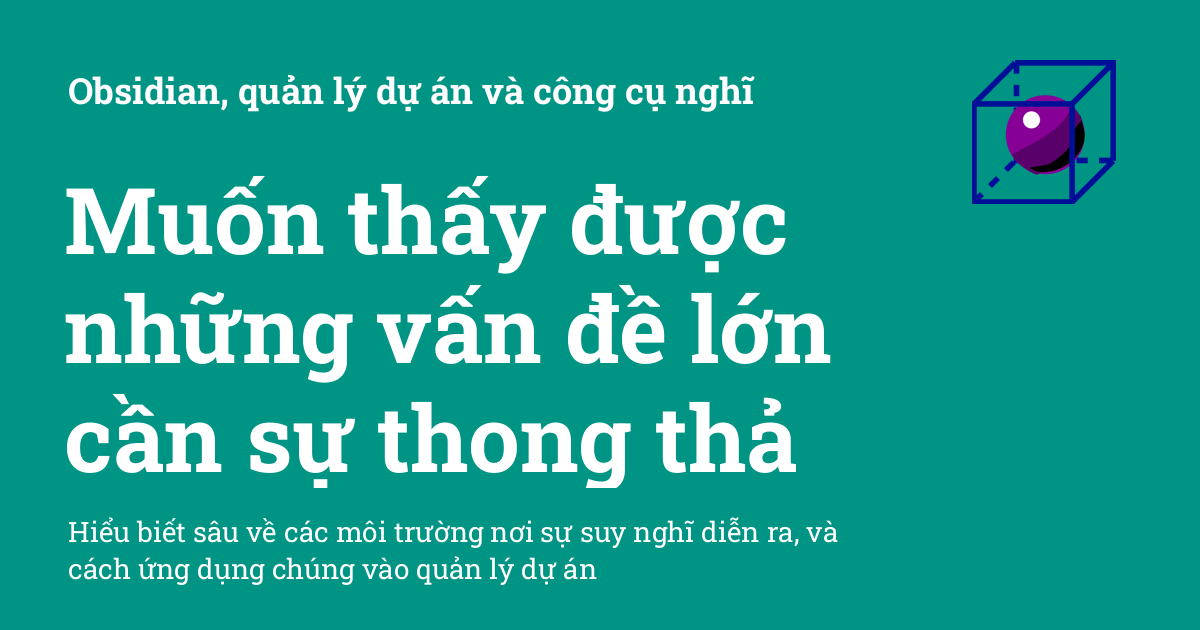 Obsidian, quản lý dự án và công cụ nghĩ
Muốn thấy được
những vấn đề lớn
cần sự thong thả
Hiểu biết sâu về các môi trường nơi sự suy nghĩ diễn ra, và
cách ứng dụng chúng vào quản lý dự án